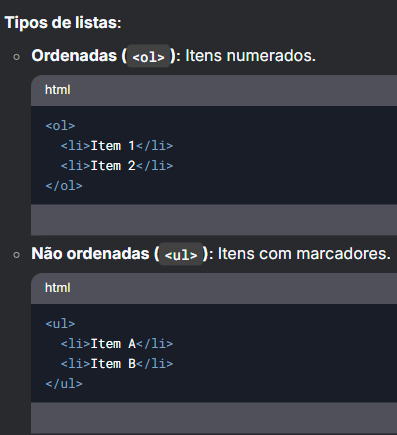 Tipos de listas:
Ordenadas (<ol>): Itens numerados.
html
<ol>
  <li>Item 1</li>
  <li>Item 2</li>
</ol>
Não ordenadas (<ul>): Itens com marcadores.
html
<ul>
  <li>Item A</li>
  <li>Item B</li>
</ul>